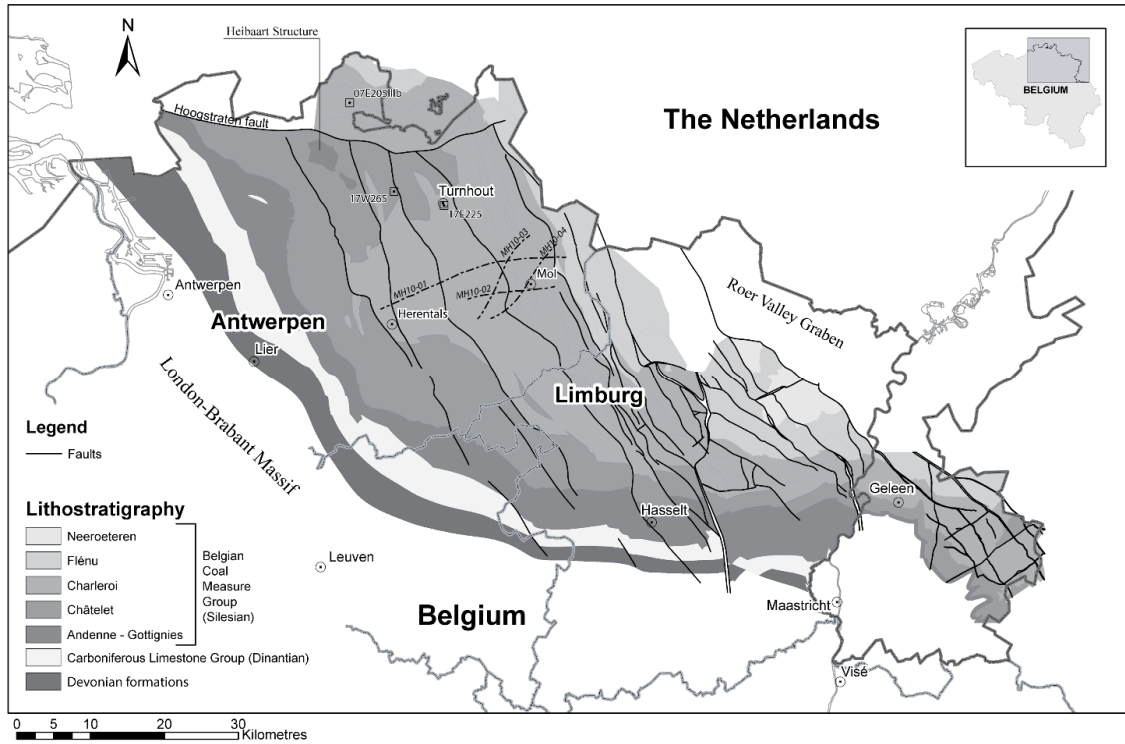 N
Heibaart Structure
07E205IIIb
BELGIUM
Hoogstraten fault
The Netherlands
17W265
Turnhout
17E225
MH10-03
MH10-04
MH10-01
MH10-02
Mol
Antwerpen
Herentals
Roer Valley Graben
Antwerpen
Lier
London-Brabant Massif
Limburg
Legend
Faults
Geleen
Hasselt
Lithostratigraphy
Neeroeteren
Flénu
Charleroi
Châtelet
Andenne - Gottignies
Belgian
Coal
Measure
Group
(Silesian)
Carboniferous Limestone Group (Dinantian)
Devonian formations
Leuven
Belgium
Maastricht
Visé
0 5 10 20 30
Kilometres